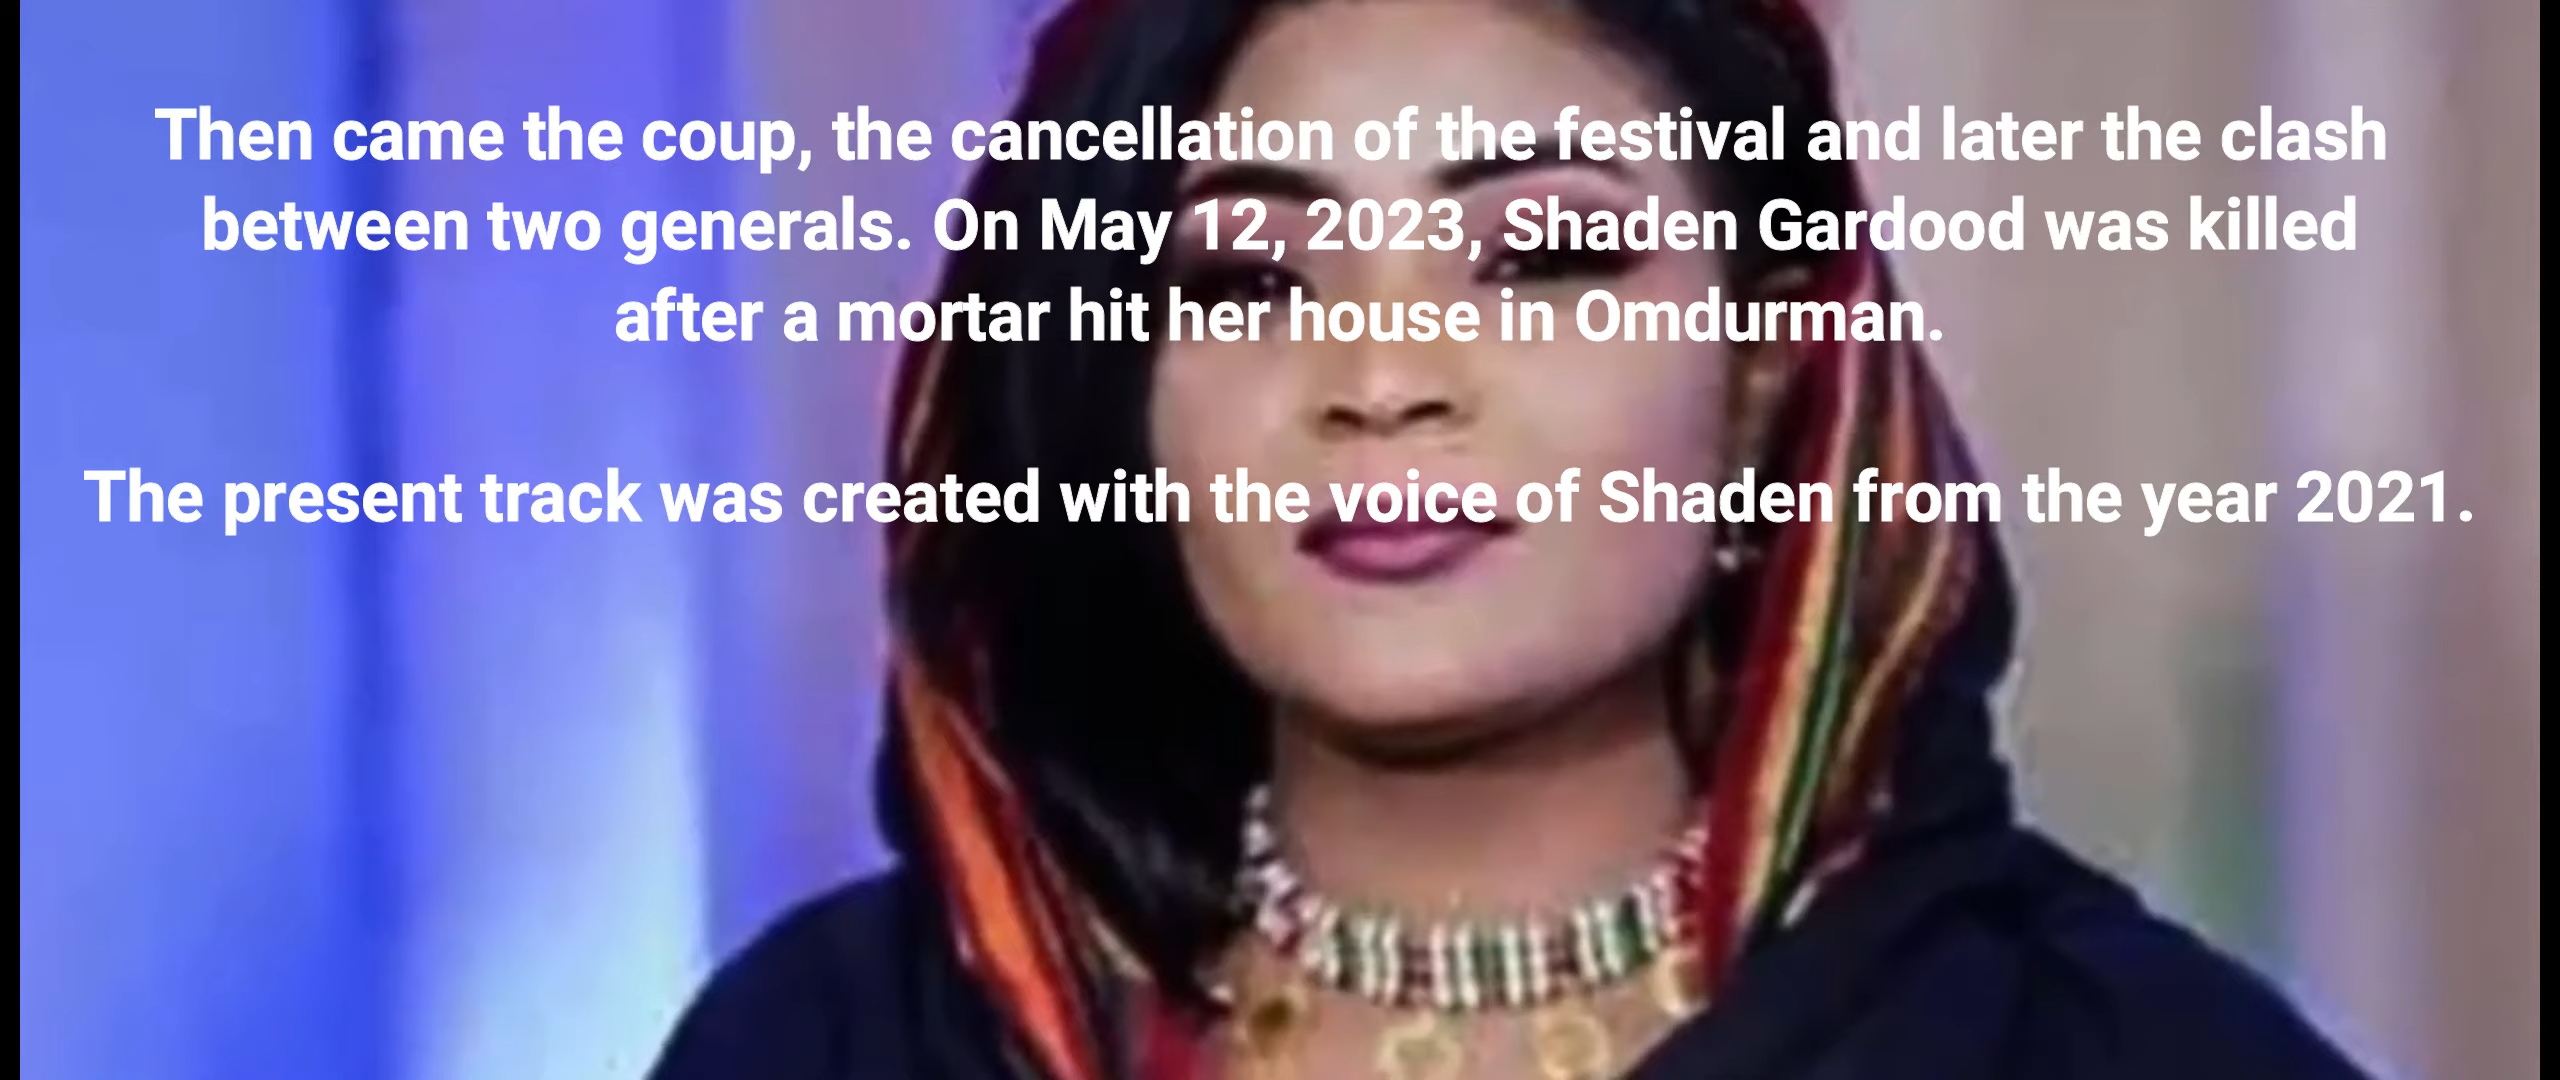 Then came the coup, the cancellation of the festival and later the clash
between two generals. On May 12, 2023, Shaden Gardood was killed
after a mortar hit her house in Omdurman.
The present track was created with the voice of Shaden from the year 2021.